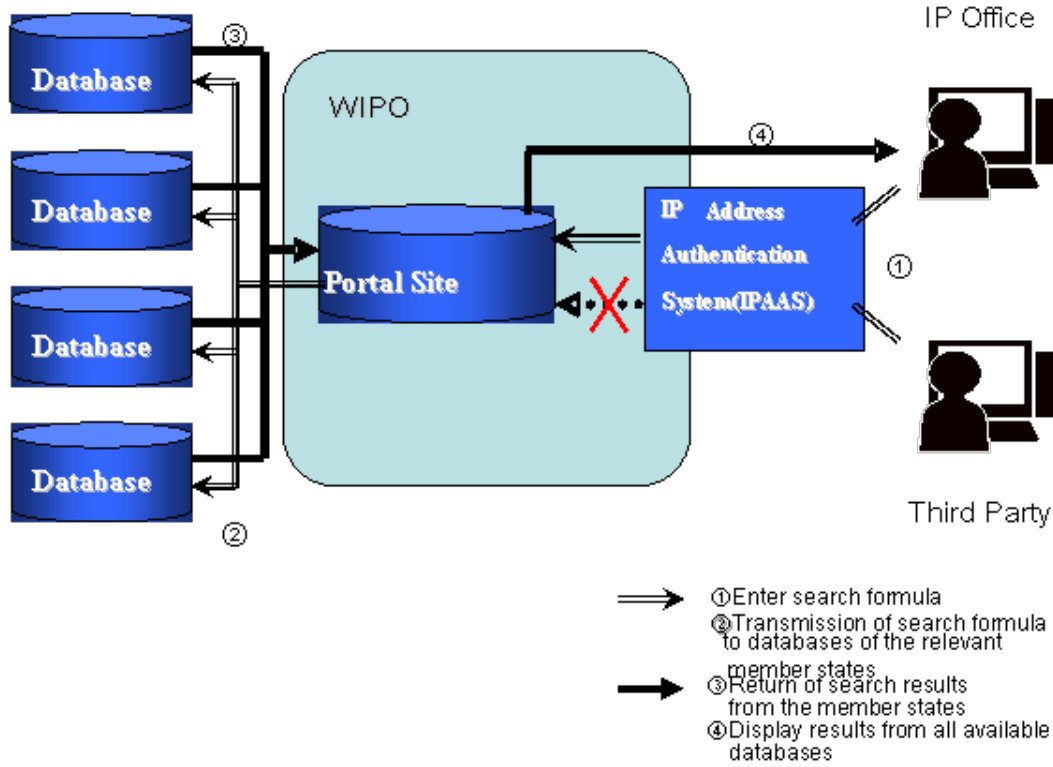 IP Office
③
Database
WIPO
④
Database
IP Address
Authentication
System(IPAAS)
①
Portal Site
Database
Database
②
Third Party
①Enter search formula
②Transmission of search formula
to databases of the relevant
member states
③Return of search results
from the member states
④Display results from all available
databases